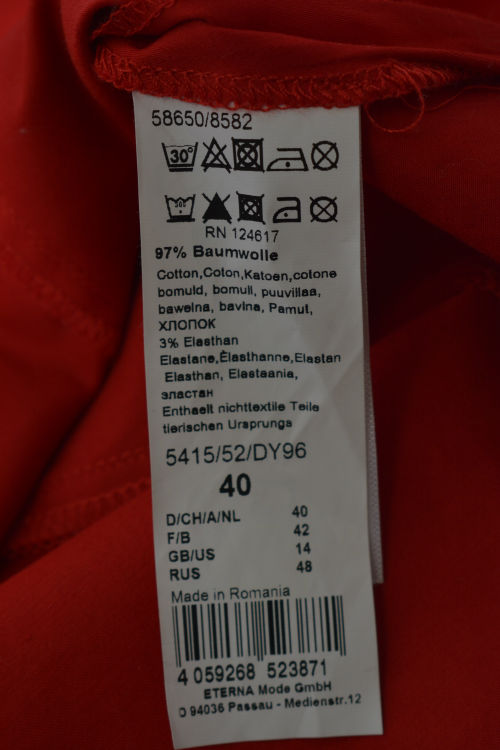 58650/8582
30°
RN 124617
97% Baumwolle
Cotton,Coton,Katoen,cotone
bomuld, bomull, puuvillaa,
bawelna, bavlna, Pamut,
ХЛОПОК
3% Elasthan
Elastane,Élasthanne,Elastan
Elasthan, Elastaania,
эластан
Enthaelt nichttextile Teile
tierischen Ursprungs
5415/52/DY96
40
D/CH/A/NL 40
F/B 42
GB/US 14
RUS 48
Made in Romania
4 059268 523871
ETERNA Mode GmbH
D 94036 Passau - Medienstr.12